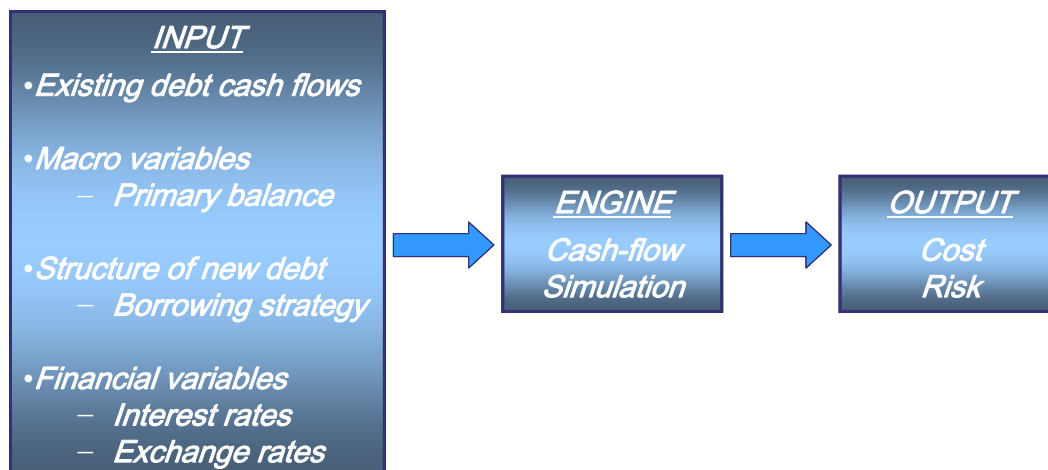 INPUT
•Existing debt cash flows
•Macro variables
– Primary balance
•Structure of new debt
– Borrowing strategy
•Financial variables
– Interest rates
– Exchange rates
ENGINE
Cash-flow
Simulation
OUTPUT
Cost
Risk